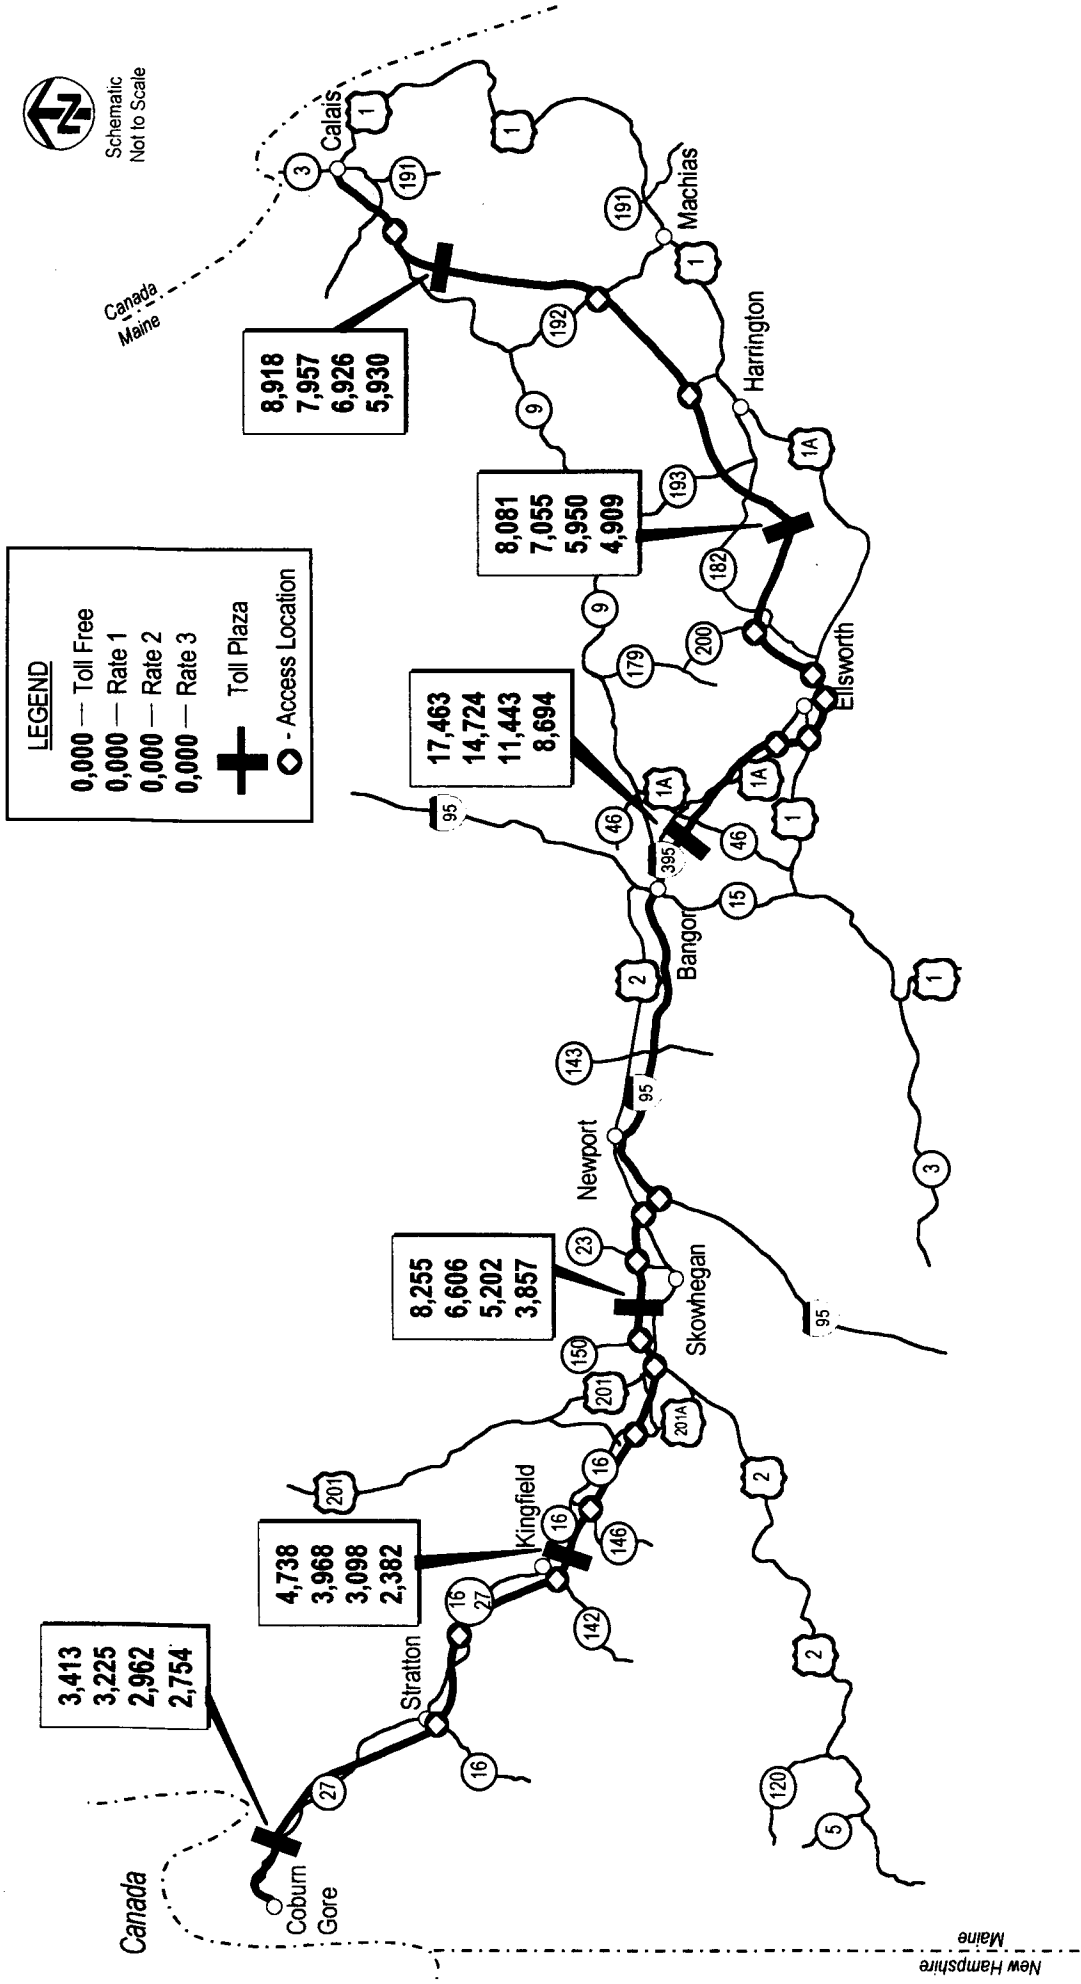 N
Schematic
Not to Scale
LEGEND
0,000 — Toll Free
0,000 — Rate 1
0,000 — Rate 2
0,000 — Rate 3
Toll Plaza
- Access Location
Canada
Maine
Canada
Coburn
Gore
3,413
3,225
2,962
2,754
27
Stratton
16
16
27
142
4,738
3,968
3,098
2,382
Kingfield
16
146
16
201
201
201A
150
8,255
6,606
5,202
3,857
Skowhegan
23
Newport
95
143
2
95
Bangor
395
95
15
46
46
1A
1A
1
17,463
14,724
11,443
8,694
Ellsworth
179
200
9
182
8,081
7,055
5,950
4,909
193
9
1A
Harrington
192
1
Machias
191
8,918
7,957
6,926
5,930
191
3
Calais
1
1
1
3
2
2
120
5
New Hampshire
Maine